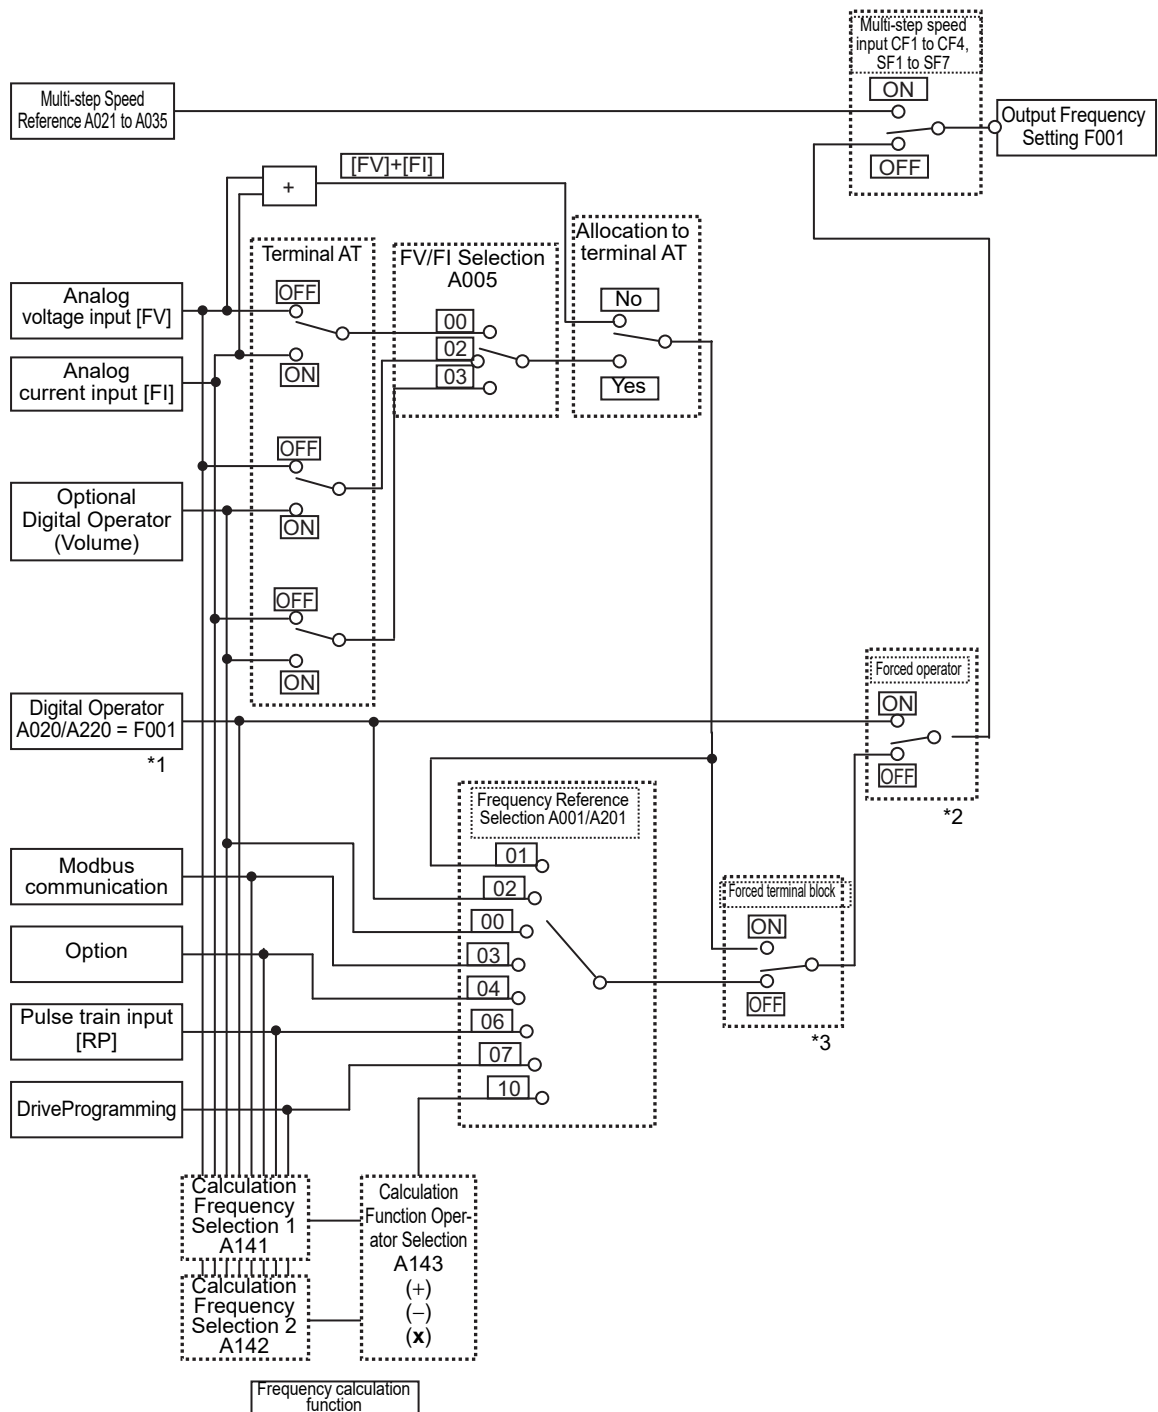 Multi-step speed
input CF1 to CF4,
SF1 to SF7
ON
OFF
Multi-step Speed
Reference A021 to A035
Output Frequency
Setting F001
[FV]+[FI]
+
Terminal AT
OFF
ON
OFF
ON
OFF
ON
FV/FI Selection
A005
00
02
03
Allocation to
terminal AT
No
Yes
Analog
voltage input [FV]
Analog
current input [FI]
Optional
Digital Operator
(Volume)
Digital Operator
A020/A220 = F001
*1
Forced operator
ON
OFF
*2
Frequency Reference
Selection A001/A201
01
02
00
03
04
06
07
10
Forced terminal block
ON
OFF
*3
Modbus
communication
Option
Pulse train input
[RP]
DriveProgramming
Calculation
Frequency
Selection 1
A141
Calculation
Frequency
Selection 2
A142
Calculation
Function Oper-
ator Selection
A143
(+)
(−)
(x)
Frequency calculation
function